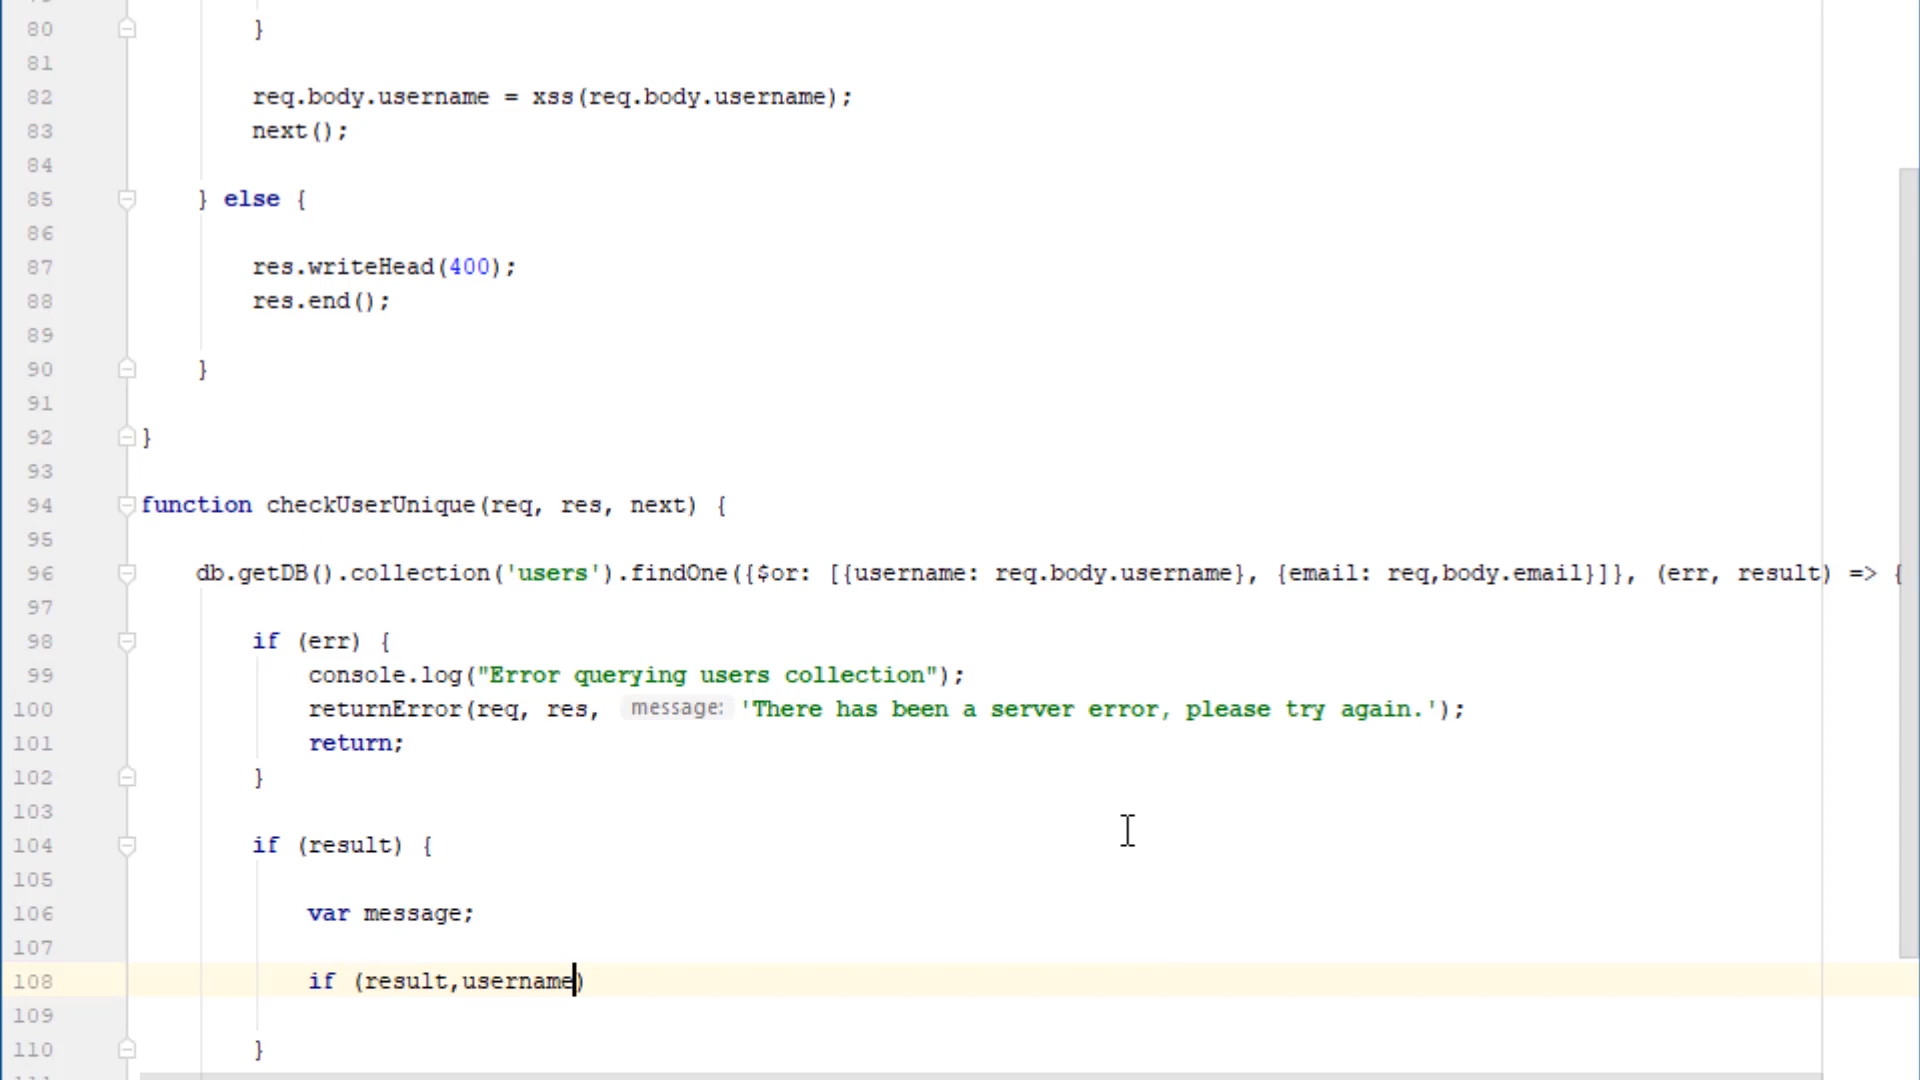 80 }
81
82 req.body.username = xss(req.body.username);
83 next();
84
85 } else {
86
87 res.writeHead(400);
88 res.end();
89
90 }
91
92 }
93
94 function checkUserUnique(req, res, next) {
95
96 db.getDB().collection('users').findOne({$or: [{username: req.body.username}, {email: req,body.email}]}, (err, result) => {
97
98 if (err) {
99 console.log("Error querying users collection");
100 returnError(req, res, message: 'There has been a server error, please try again.');
101 return;
102 }
103
104 if (result) {
105
106 var message;
107
108 if (result,username)
109
110 }